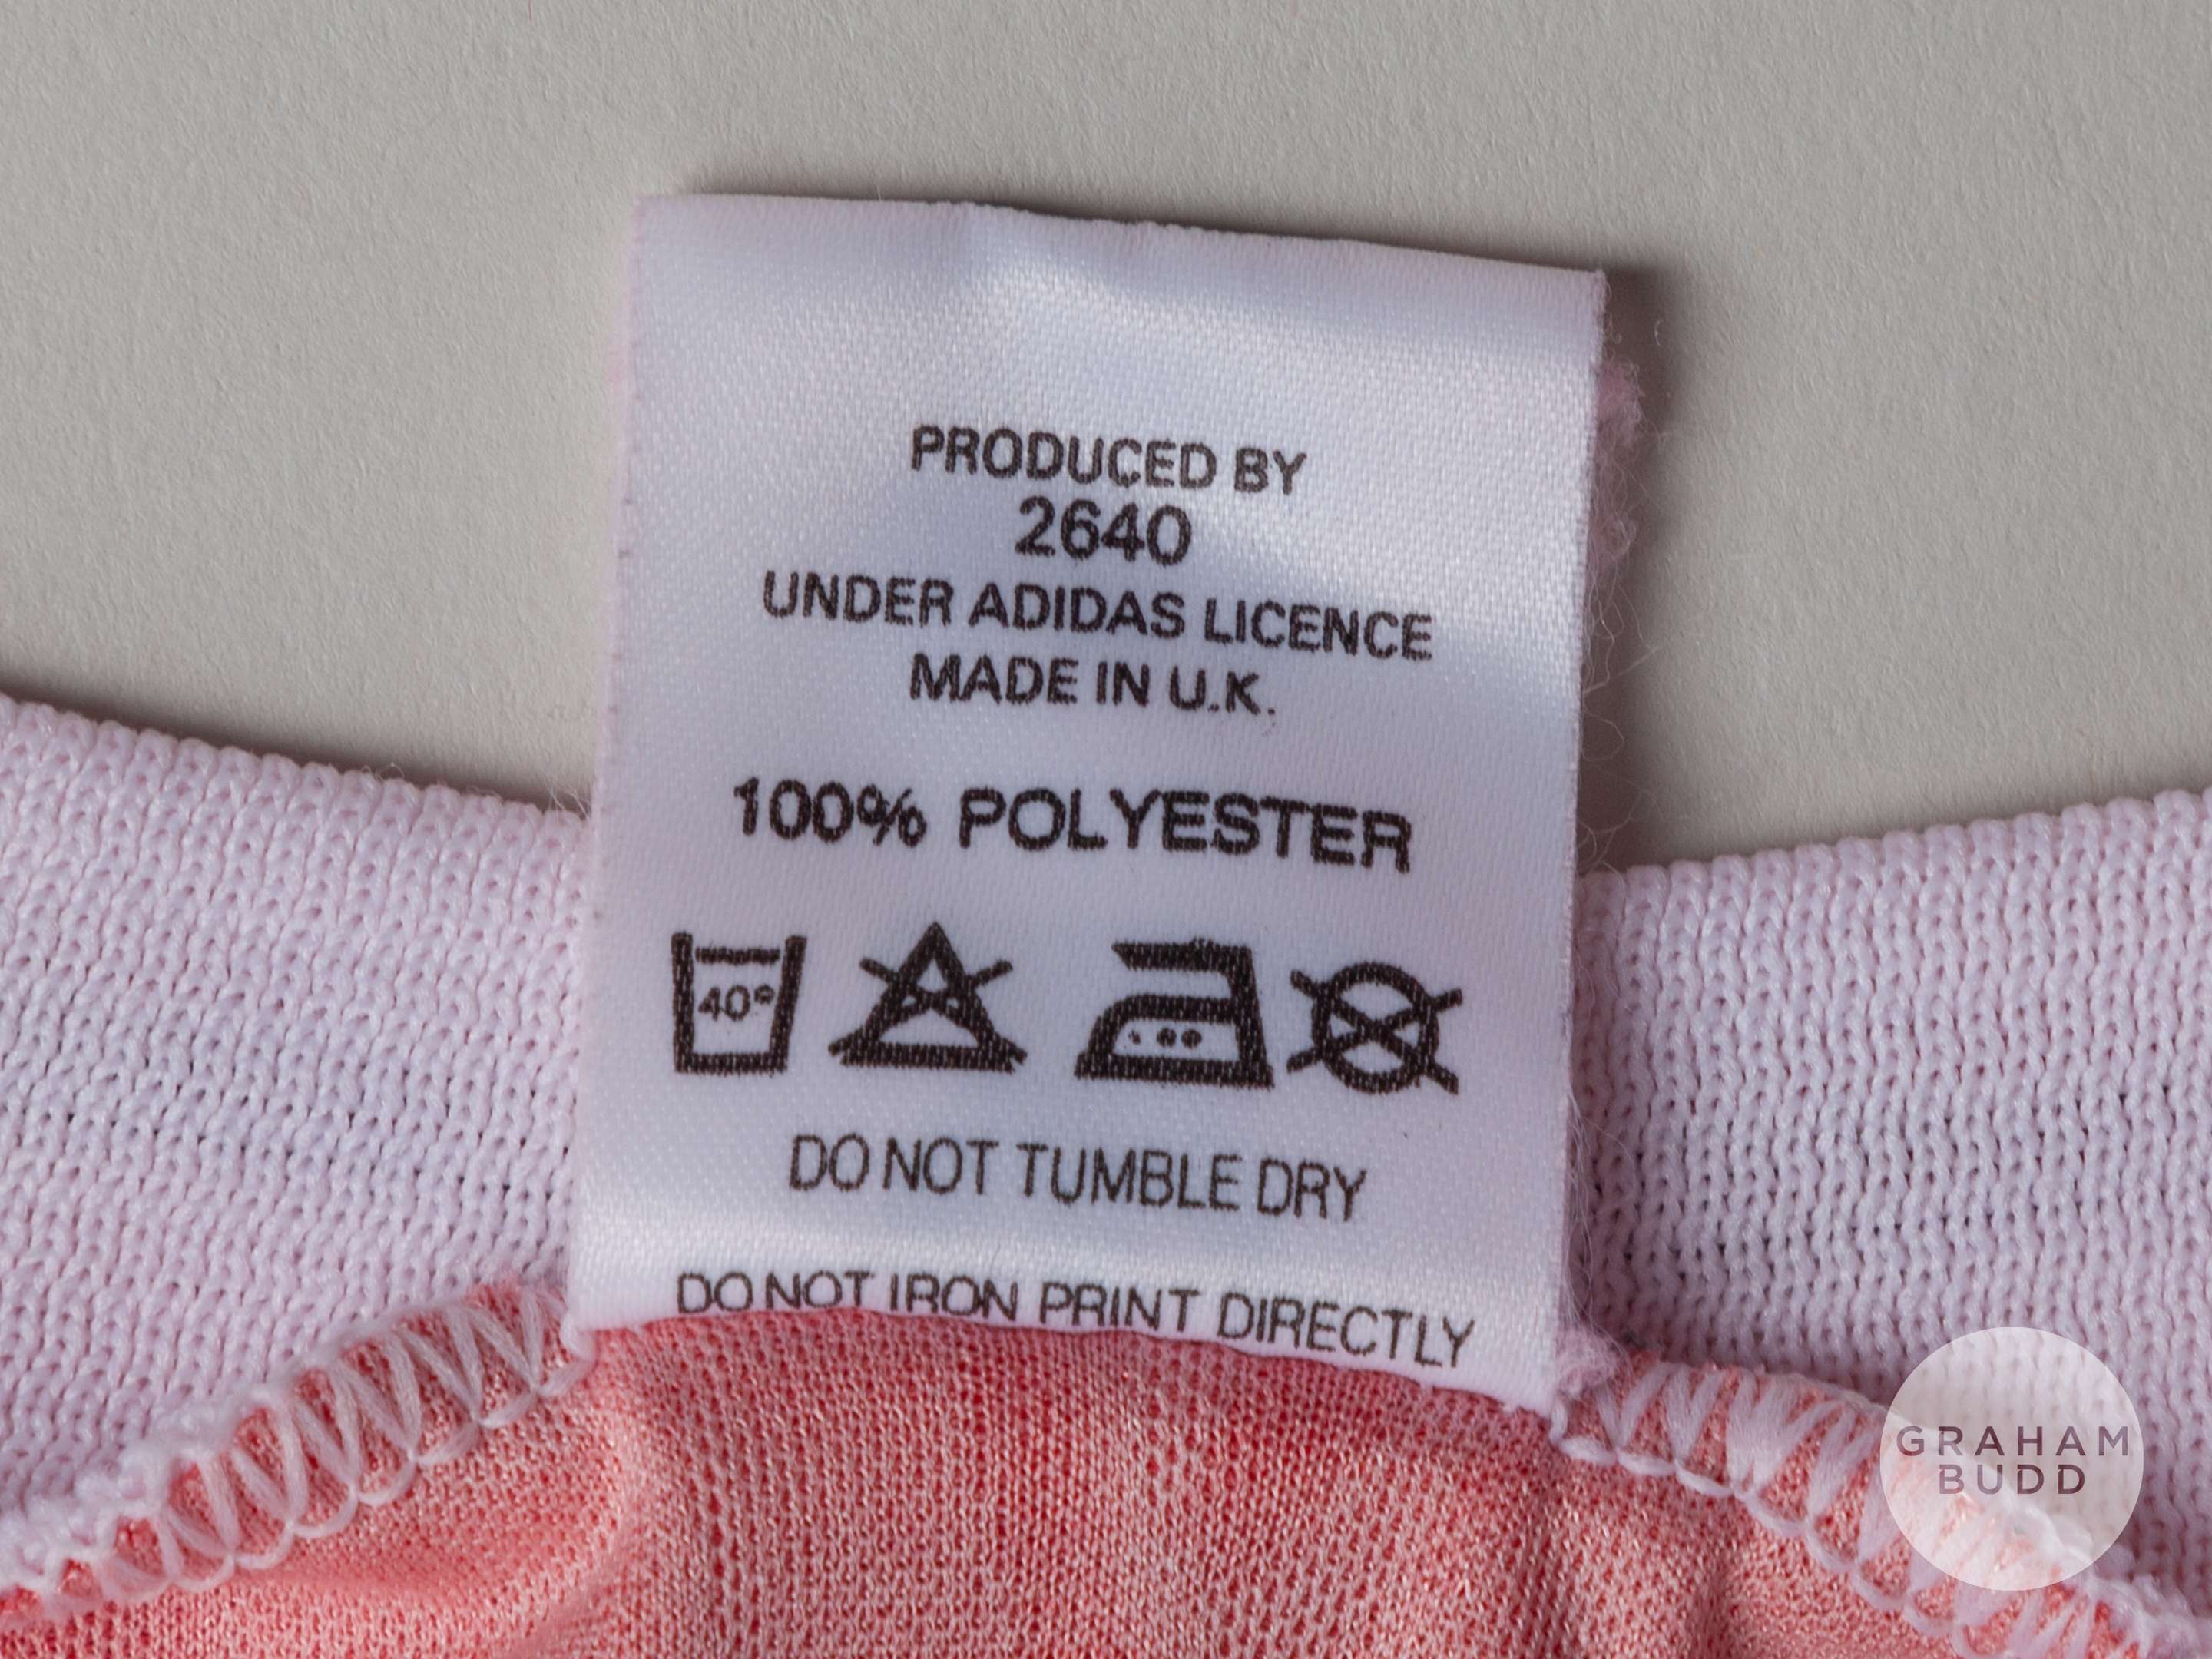 PRODUCED BY
2640
UNDER ADIDAS LICENCE
MADE IN U.K.
100% POLYESTER
40°
DO NOT TUMBLE DRY
DO NOT IRON PRINT DIRECTLY
GRAHAM
BUDD